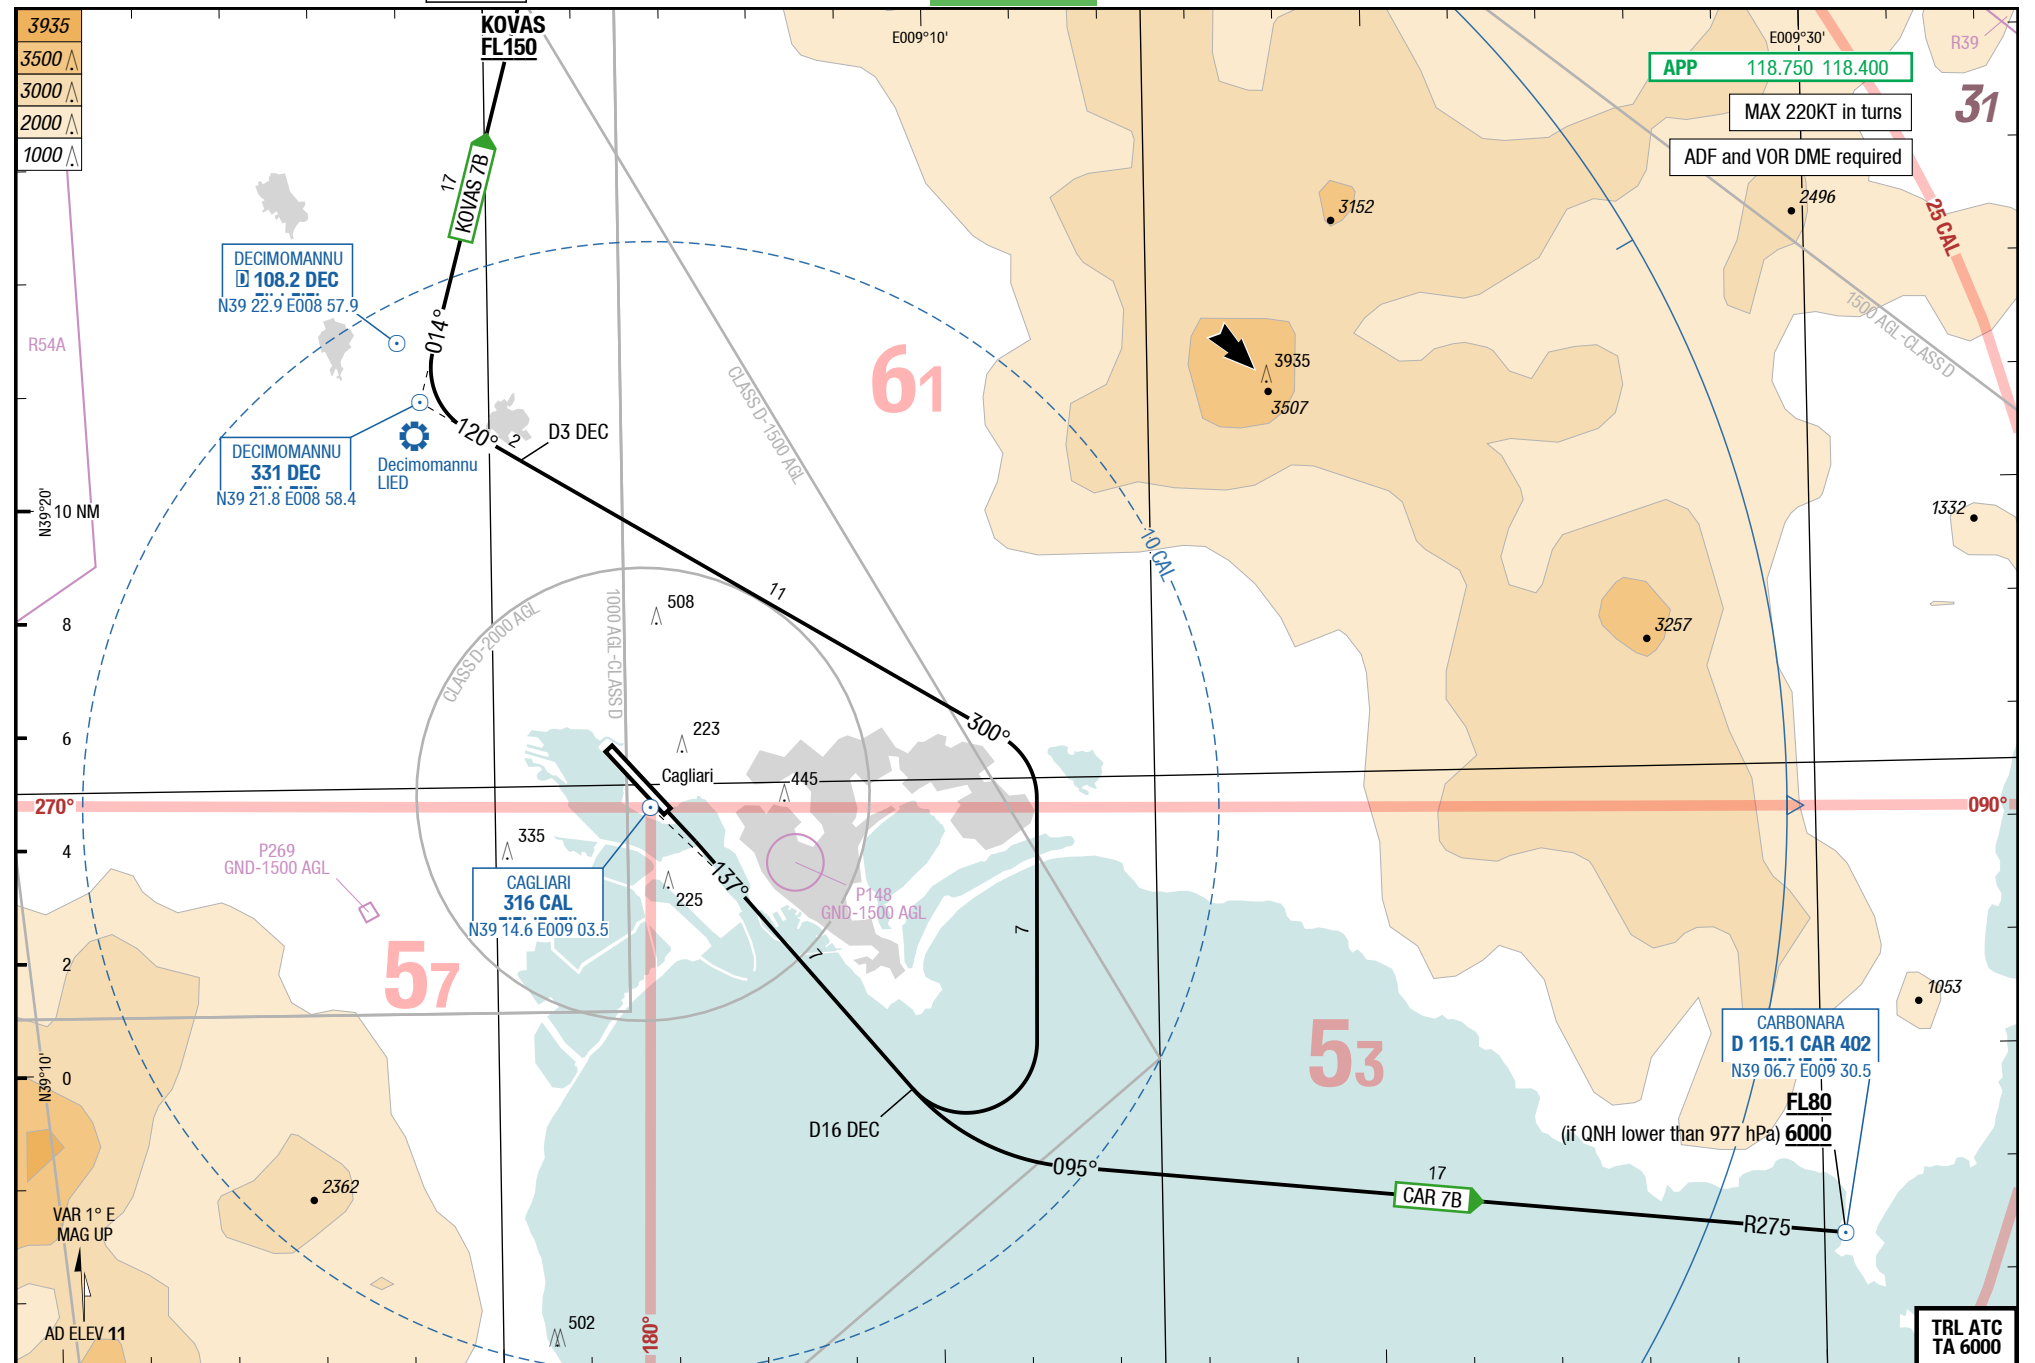 3935
3500
3000
2000
1000
KOVAS
FL150
E009°10'
E009°30'
R39
APP 118.750 118.400
31
MAX 220KT in turns
ADF and VOR DME required
17
KOVAS 7B
3152
2496
25 CAL
DECIMOMANNU
D 108.2 DEC
N39 22.9 E008 57.9
1500 AGL-CLASS D
R54A
014°
61
CLASS D-1500 AGL
3935
3507
120°
2
D3 DEC
DECIMOMANNU
331 DEC
N39 21.8 E008 58.4
Decimomannu
LIED
N39°20'
10 NM
1332
10 CAL
11
508
CLASS D-2000 AGL
1000 AGL-CLASS D
8
3257
6
223
300°
Cagliari
445
270°
090°
4
335
P269
GND-1500 AGL
137°
CAGLIARI
316 CAL
N39 14.6 E009 03.5
225
P148
GND-1500 AGL
7
7
57
2
1053
53
CARBONARA
D 115.1 CAR 402
N39 06.7 E009 30.5
N39°10'
0
D16 DEC
FL80
(if QNH lower than 977 hPa) 6000
095°
17
CAR 7B
R275
2362
VAR 1° E
MAG UP
AD ELEV 11
502
180°
TRL ATC
TA 6000